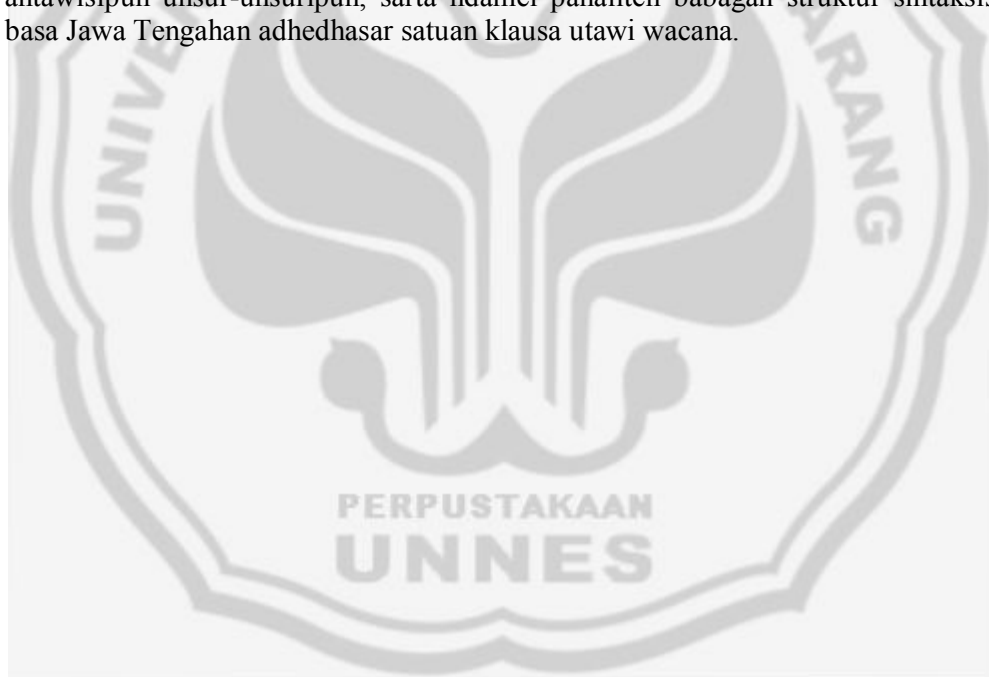 antawisipun unsur-unsuripun, sarta ndamel panaliten babagan struktur sintaksis
basa Jawa Tengahan adhedhasar satuan klausa utawi wacana.
PERPUSTAKAAN
UNNES